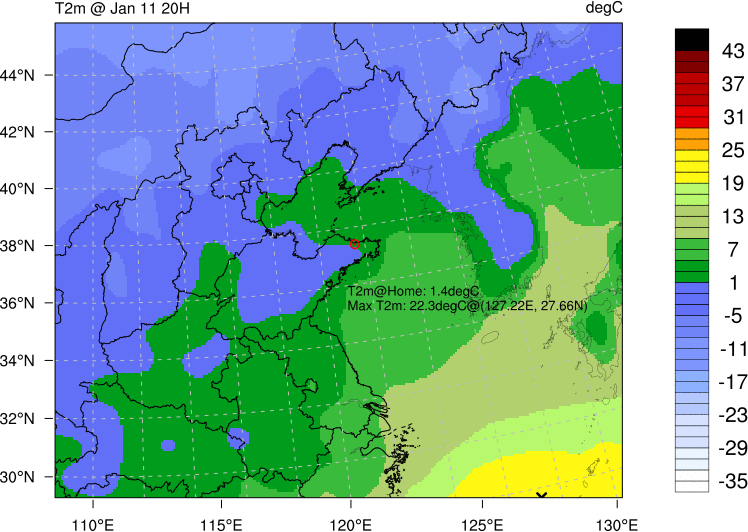 T2m @ Jan 11 20H
degC
44°N
42°N
40°N
38°N
36°N
34°N
32°N
30°N
110°E
115°E
120°E
125°E
130°E
T2m@Home: 1.4degC
Max T2m: 22.3degC@(127.22E, 27.66N)
43
37
31
25
19
13
7
1
-5
-11
-17
-23
-29
-35